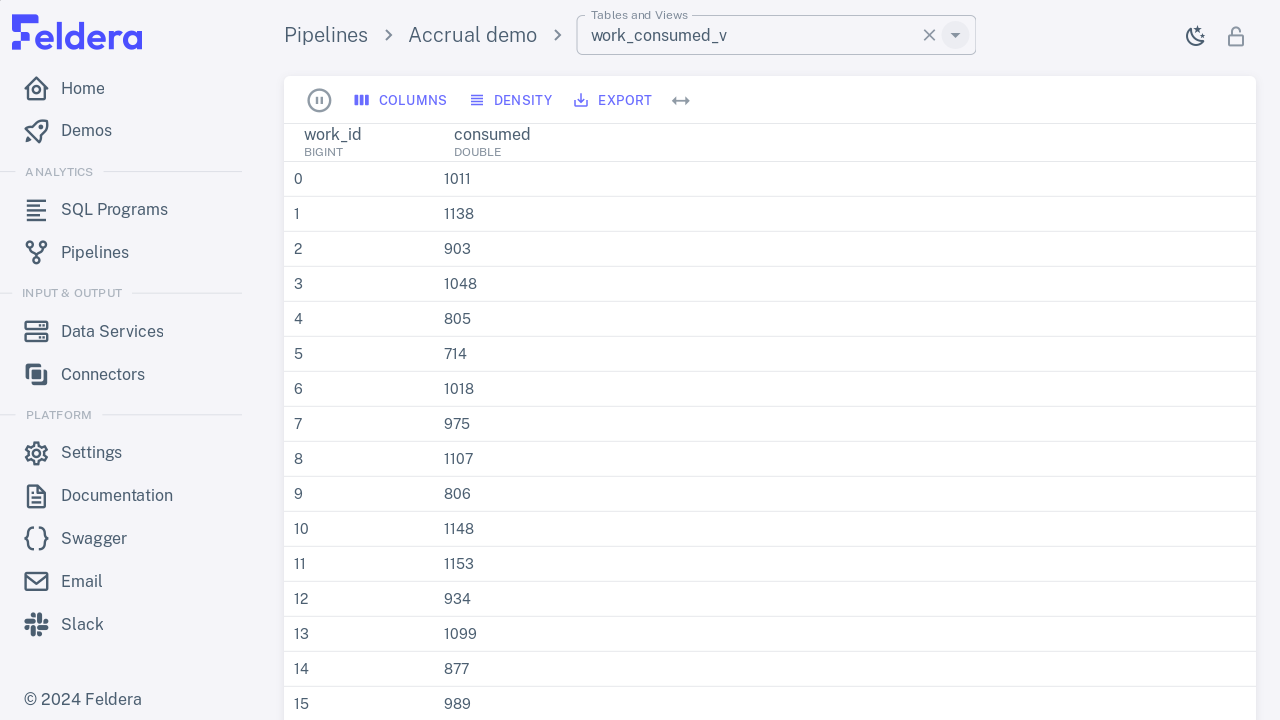 Feldera
Home
Demos
ANALYTICS
SQL Programs
Pipelines
INPUT & OUTPUT
Data Services
Connectors
PLATFORM
Settings
Documentation
Swagger
Email
Slack
© 2024 Feldera
Pipelines > Accrual demo >
Tables and Views
work_consumed_v
COLUMNS DENSITY EXPORT
work_id consumed
BIGINT DOUBLE
0 1011
1 1138
2 903
3 1048
4 805
5 714
6 1018
7 975
8 1107
9 806
10 1148
11 1153
12 934
13 1099
14 877
15 989